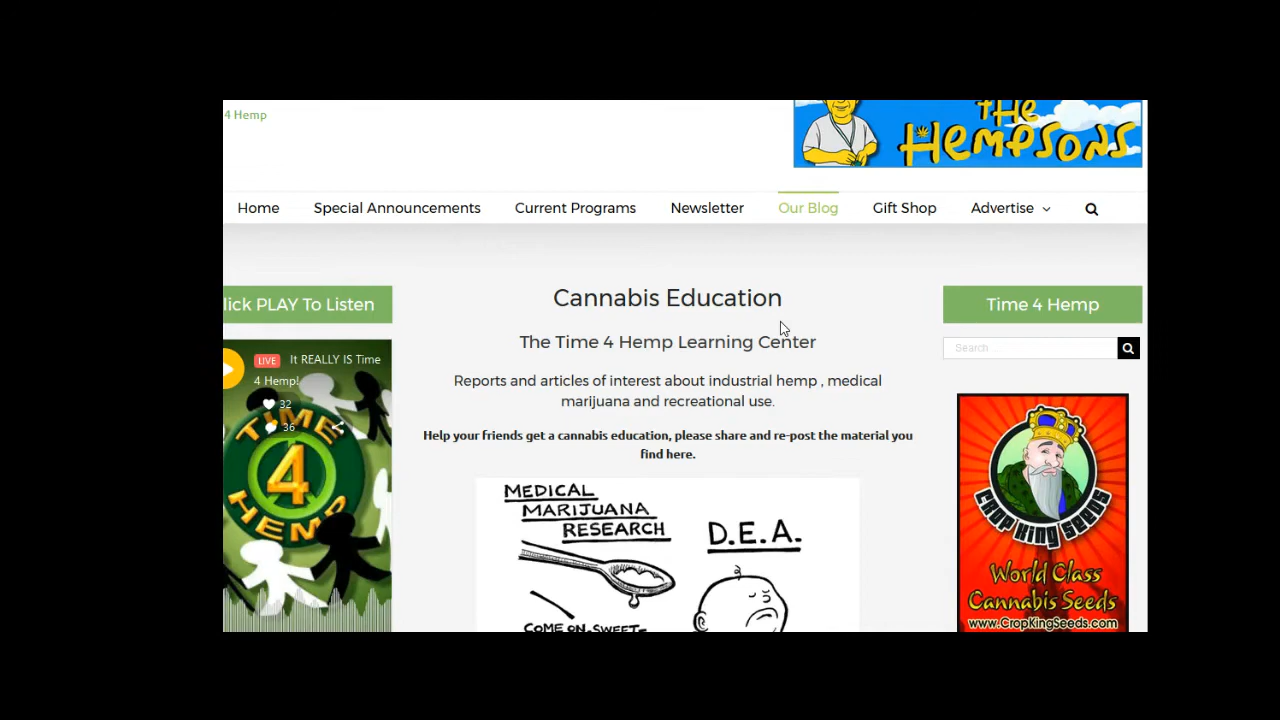 4 Hemp
THE
HEMPSONS
Home Special Announcements Current Programs Newsletter Our Blog Gift Shop Advertise
lick PLAY To Listen
LIVE It REALLY IS Time
4 Hemp!
32
36
TIME
4
HEMP
Cannabis Education
The Time 4 Hemp Learning Center
Reports and articles of interest about industrial hemp , medical
marijuana and recreational use.
Help your friends get a cannabis education, please share and re-post the material you
find here.
MEDICAL
MARIJUANA
RESEARCH
D.E.A.
COME ON, SWEET-
Time 4 Hemp
Search ...
CROP KING SEEDS
World Class
Cannabis Seeds
www.CropKingSeeds.com